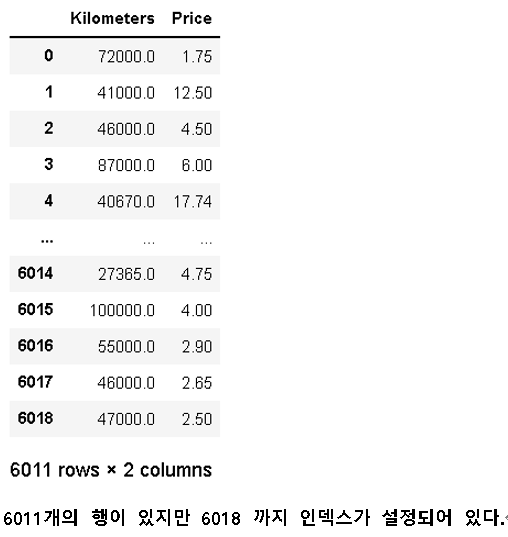 Kilometers Price
0 72000.0 1.75
1 41000.0 12.50
2 46000.0 4.50
3 87000.0 6.00
4 40670.0 17.74
... ... ...
6014 27365.0 4.75
6015 100000.0 4.00
6016 55000.0 2.90
6017 46000.0 2.65
6018 47000.0 2.50
6011 rows × 2 columns
6011개의 행이 있지만 6018 까지 인덱스가 설정되어 있다.